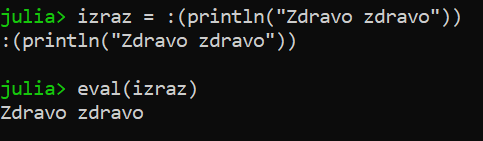 julia> izraz = :(println("Zdravo zdravo"))
:(println("Zdravo zdravo"))
julia> eval(izraz)
Zdravo zdravo